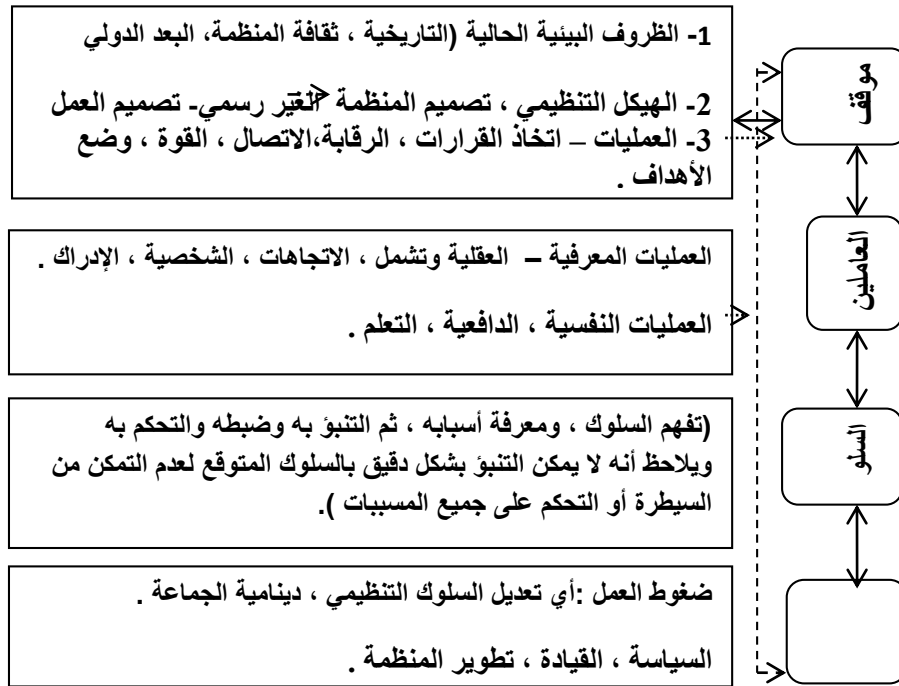 1- الظروف البيئية الحالية (التاريخية ، ثقافة المنظمة، البعد الدولي
2- الهيكل التنظيمي ، تصميم المنظمة الغير رسمي- تصميم العمل
3- العمليات – اتخاذ القرارات ، الرقابة،الاتصال ، القوة ، وضع
الأهداف .
موقف
العمليات المعرفية – العقلية وتشمل ، الاتجاهات ، الشخصية ، الإدراك .
العمليات النفسية ، الدافعية ، التعلم .
العاملين
(تفهم السلوك ، ومعرفة أسبابه ، ثم التنبؤ به وضبطه والتحكم به
ويلاحظ أنه لا يمكن التنبؤ بشكل دقيق بالسلوك المتوقع لعدم التمكن من
السيطرة أو التحكم على جميع المسببات ).
السلو
ضغوط العمل :أي تعديل السلوك التنظيمي ، دينامية الجماعة .
السياسة ، القيادة ، تطوير المنظمة .